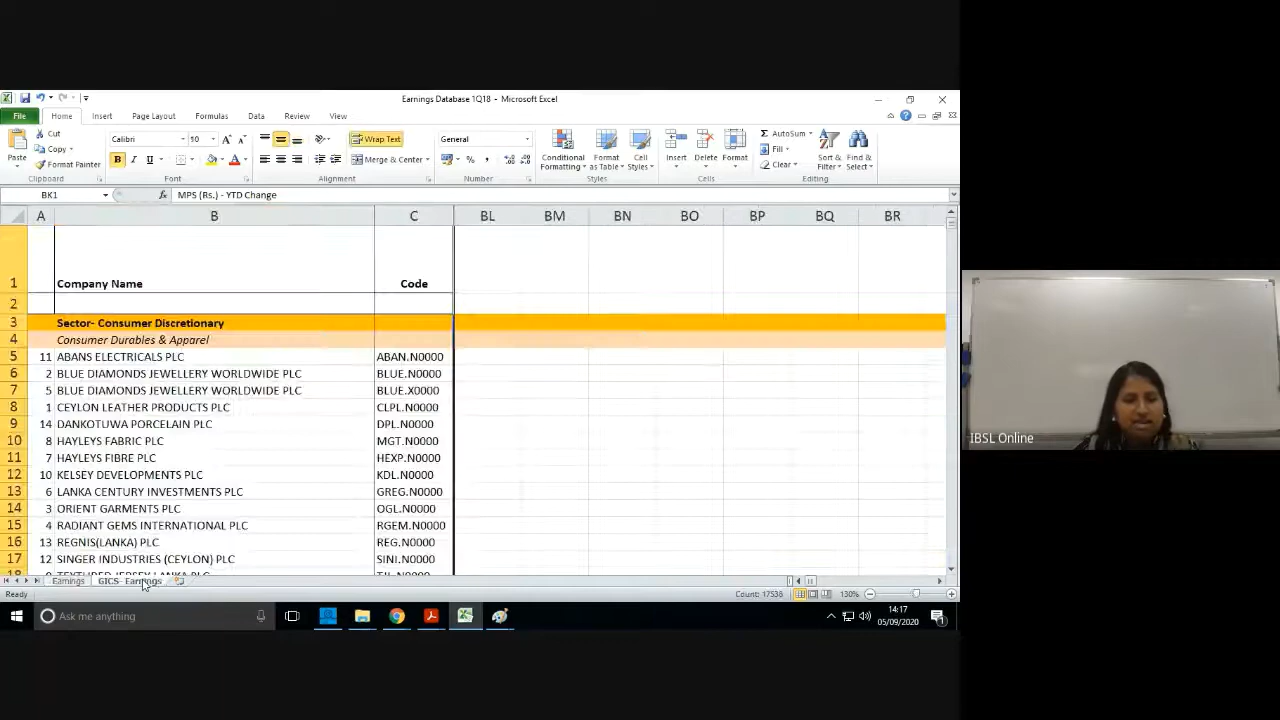 Earnings Database 1Q18 - Microsoft Excel
File Home Insert Page Layout Formulas Data Review View
Paste
Cut
Copy
Format Painter
Clipboard
Calibri 10
B I U
Font
Wrap Text
Merge & Center
Alignment
General
%
Number
Conditional Formatting
Format as Table
Cell Styles
Styles
Insert Delete Format
Cells
AutoSum
Fill
Clear
Sort & Filter
Find & Select
Editing
BK1 fx MPS (Rs.) - YTD Change
A B C BL BM BN BO BP BQ BR
1 Company Name Code
2
3 Sector- Consumer Discretionary
4 Consumer Durables & Apparel
5 11 ABANS ELECTRICALS PLC ABAN.N0000
6 2 BLUE DIAMONDS JEWELLERY WORLDWIDE PLC BLUE.N0000
7 5 BLUE DIAMONDS JEWELLERY WORLDWIDE PLC BLUE.X0000
8 1 CEYLON LEATHER PRODUCTS PLC CLPL.N0000
9 14 DANKOTUWA PORCELAIN PLC DPL.N0000
10 8 HAYLEYS FABRIC PLC MGT.N0000
11 7 HAYLEYS FIBRE PLC HEXP.N0000
12 10 KELSEY DEVELOPMENTS PLC KDL.N0000
13 6 LANKA CENTURY INVESTMENTS PLC GREG.N0000
14 3 ORIENT GARMENTS PLC OGL.N0000
15 4 RADIANT GEMS INTERNATIONAL PLC RGEM.N0000
16 13 REGNIS(LANKA) PLC REG.N0000
17 12 SINGER INDUSTRIES (CEYLON) PLC SINI.N0000
Earnings GICS- Earnings
Ready Count: 17538 130%
Ask me anything
14:17
05/09/2020
IBSL Online